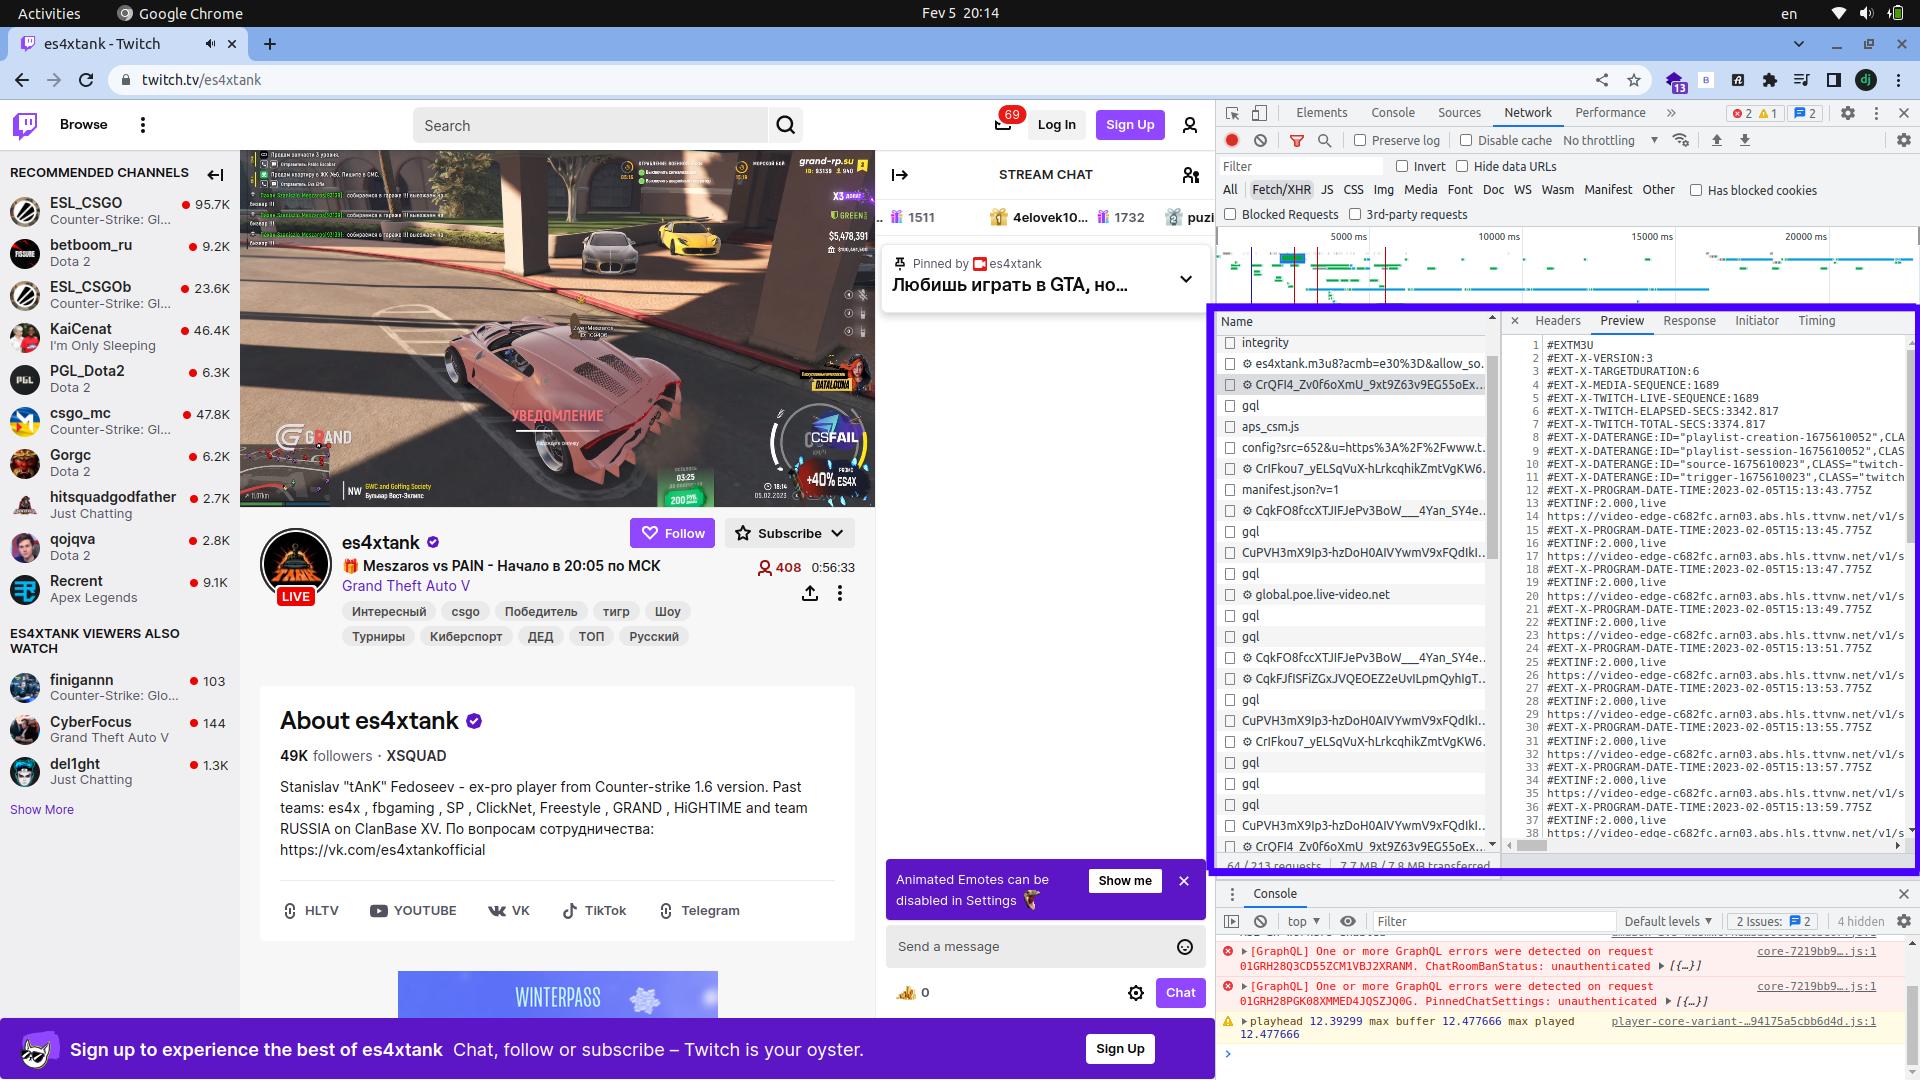 Activities
Google Chrome
Fev 5 20:14
en
es4xtank - Twitch
twitch.tv/es4xtank
13
dj
Browse
Search
69
Log In
Sign Up
RECOMMENDED CHANNELS
ESL_CSGO
95.7K
Counter-Strike: Gl...
betboom_ru
9.2K
Dota 2
ESL_CSGOb
23.6K
Counter-Strike: Gl...
KaiCenat
46.4K
I'm Only Sleeping
PGL_Dota2
6.3K
Dota 2
csgo_mc
47.8K
Counter-Strike: Gl...
Gorgc
6.2K
Dota 2
hitsquadgodfather
2.7K
Just Chatting
qojqva
2.8K
Dota 2
Recrent
9.1K
Apex Legends
ES4XTANK VIEWERS ALSO
WATCH
finigannn
103
Counter-Strike: Glo...
CyberFocus
144
Grand Theft Auto V
del1ght
1.3K
Just Chatting
Show More
grand-rp.su
X3
GREEN
$5,478,391
УВЕДОМЛЕНИЕ
GRAND
NW
GWC and Golfing Society
Бульвар Вест-Эклипс
03:25
200
CSFAIL
+40% ES4X
18:14
05.02.2023
es4xtank
Follow
Subscribe
Meszaros vs PAIN - Начало в 20:05 по МСК
408
0:56:33
Grand Theft Auto V
LIVE
Интересный
csgo
Победитель
тигр
Шоу
Турниры
Киберспорт
ДЕД
ТОП
Русский
About es4xtank
49K followers · XSQUAD
Stanislav "tAnK" Fedoseev - ex-pro player from Counter-strike 1.6 version. Past
teams: es4x , fbgaming , SP , ClickNet, Freestyle , GRAND , HiGHTIME and team
RUSSIA on ClanBase XV. По вопросам сотрудничества:
https://vk.com/es4xtankofficial
HLTV
YOUTUBE
VK
TikTok
Telegram
WINTERPASS
Sign up to experience the best of es4xtank Chat, follow or subscribe – Twitch is your oyster.
Sign Up
STREAM CHAT
... 1511
4elovek10...
1732
puzi
Pinned by es4xtank
Любишь играть в GTA, но...
Animated Emotes can be
disabled in Settings
Show me
Send a message
0
Chat
Elements
Console
Sources
Network
Performance
2
1
2
Preserve log
Disable cache
No throttling
Filter
Invert
Hide data URLs
All
Fetch/XHR
JS
CSS
Img
Media
Font
Doc
WS
Wasm
Manifest
Other
Has blocked cookies
Blocked Requests
3rd-party requests
5000 ms
10000 ms
15000 ms
20000 ms
Name
integrity
es4xtank.m3u8?acmb=e30%3D&allow_so...
CrQFI4_Zv0f6oXmU_9xt9Z63v9EG55oEx...
gql
aps_csm.js
config?src=652&u=https%3A%2F%2Fwww.t...
CrIFkou7_yELSqVuX-hLrkcqhikZmtVgKW6...
manifest.json?v=1
CqkFO8fccXTJIFJePv3BoW___4Yan_SY4e...
gql
CuPVH3mX9Ip3-hzDoH0AIVYwmV9xFQdIkI...
gql
global.poe.live-video.net
gql
gql
CqkFO8fccXTJIFJePv3BoW___4Yan_SY4e...
CqkFJfISFiZGxJVQEOEZ2eUvILpmQyhIgT...
gql
CuPVH3mX9Ip3-hzDoH0AIVYwmV9xFQdIkI...
CrIFkou7_yELSqVuX-hLrkcqhikZmtVgKW6...
gql
gql
gql
CuPVH3mX9Ip3-hzDoH0AIVYwmV9xFQdIkI...
CrQFI4_Zv0f6oXmU_9xt9Z63v9EG55oEx...
64 / 213 requests
7.7 MB / 7.8 MB transferred
Headers
Preview
Response
Initiator
Timing
1 #EXTM3U
2 #EXT-X-VERSION:3
3 #EXT-X-TARGETDURATION:6
4 #EXT-X-MEDIA-SEQUENCE:1689
5 #EXT-X-TWITCH-LIVE-SEQUENCE:1689
6 #EXT-X-TWITCH-ELAPSED-SECS:3342.817
7 #EXT-X-TWITCH-TOTAL-SECS:3374.817
8 #EXT-X-DATERANGE:ID="playlist-creation-1675610052",CLA
9 #EXT-X-DATERANGE:ID="playlist-session-1675610052",CLAS
10 #EXT-X-DATERANGE:ID="source-1675610023",CLASS="twitch-
11 #EXT-X-DATERANGE:ID="trigger-1675610023",CLASS="twitch
12 #EXT-X-PROGRAM-DATE-TIME:2023-02-05T15:13:43.775Z
13 #EXTINF:2.000,live
14 https://video-edge-c682fc.arn03.abs.hls.ttvnw.net/v1/s
15 #EXT-X-PROGRAM-DATE-TIME:2023-02-05T15:13:45.775Z
16 #EXTINF:2.000,live
17 https://video-edge-c682fc.arn03.abs.hls.ttvnw.net/v1/s
18 #EXT-X-PROGRAM-DATE-TIME:2023-02-05T15:13:47.775Z
19 #EXTINF:2.000,live
20 https://video-edge-c682fc.arn03.abs.hls.ttvnw.net/v1/s
21 #EXT-X-PROGRAM-DATE-TIME:2023-02-05T15:13:49.775Z
22 #EXTINF:2.000,live
23 https://video-edge-c682fc.arn03.abs.hls.ttvnw.net/v1/s
24 #EXT-X-PROGRAM-DATE-TIME:2023-02-05T15:13:51.775Z
25 #EXTINF:2.000,live
26 https://video-edge-c682fc.arn03.abs.hls.ttvnw.net/v1/s
27 #EXT-X-PROGRAM-DATE-TIME:2023-02-05T15:13:53.775Z
28 #EXTINF:2.000,live
29 https://video-edge-c682fc.arn03.abs.hls.ttvnw.net/v1/s
30 #EXT-X-PROGRAM-DATE-TIME:2023-02-05T15:13:55.775Z
31 #EXTINF:2.000,live
32 https://video-edge-c682fc.arn03.abs.hls.ttvnw.net/v1/s
33 #EXT-X-PROGRAM-DATE-TIME:2023-02-05T15:13:57.775Z
34 #EXTINF:2.000,live
35 https://video-edge-c682fc.arn03.abs.hls.ttvnw.net/v1/s
36 #EXT-X-PROGRAM-DATE-TIME:2023-02-05T15:13:59.775Z
37 #EXTINF:2.000,live
38 https://video-edge-c682fc.arn03.abs.hls.ttvnw.net/v1/s
Console
top
Filter
Default levels
2 Issues:
2
4 hidden
[GraphQL] One or more GraphQL errors were detected on request
core-7219bb9….js:1
01GRH28Q3CD55ZCM1VBJ2XRANM. ChatRoomBanStatus: unauthenticated
[{…}]
[GraphQL] One or more GraphQL errors were detected on request
core-7219bb9….js:1
01GRH28PGK08XMMED4JQSZJQ0G. PinnedChatSettings: unauthenticated
[{…}]
playhead 12.39299 max buffer 12.477666 max played
player-core-variant-…94175a5cbb6d4d.js:1
12.477666